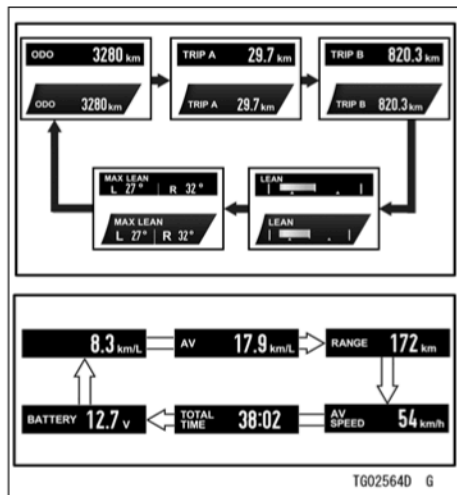 ODO 3280 km
ODO 3280 km
TRIP A 29.7 km
TRIP A 29.7 km
TRIP B 820.3 km
TRIP B 820.3 km
MAX LEAN
L 27° R 32°
MAX LEAN
L 27° R 32°
LEAN
LEAN
8.3 km/L
AV 17.9 km/L
RANGE 172 km
BATTERY 12.7 V
TOTAL TIME 38:02
AV SPEED 54 km/h
TG02564D G